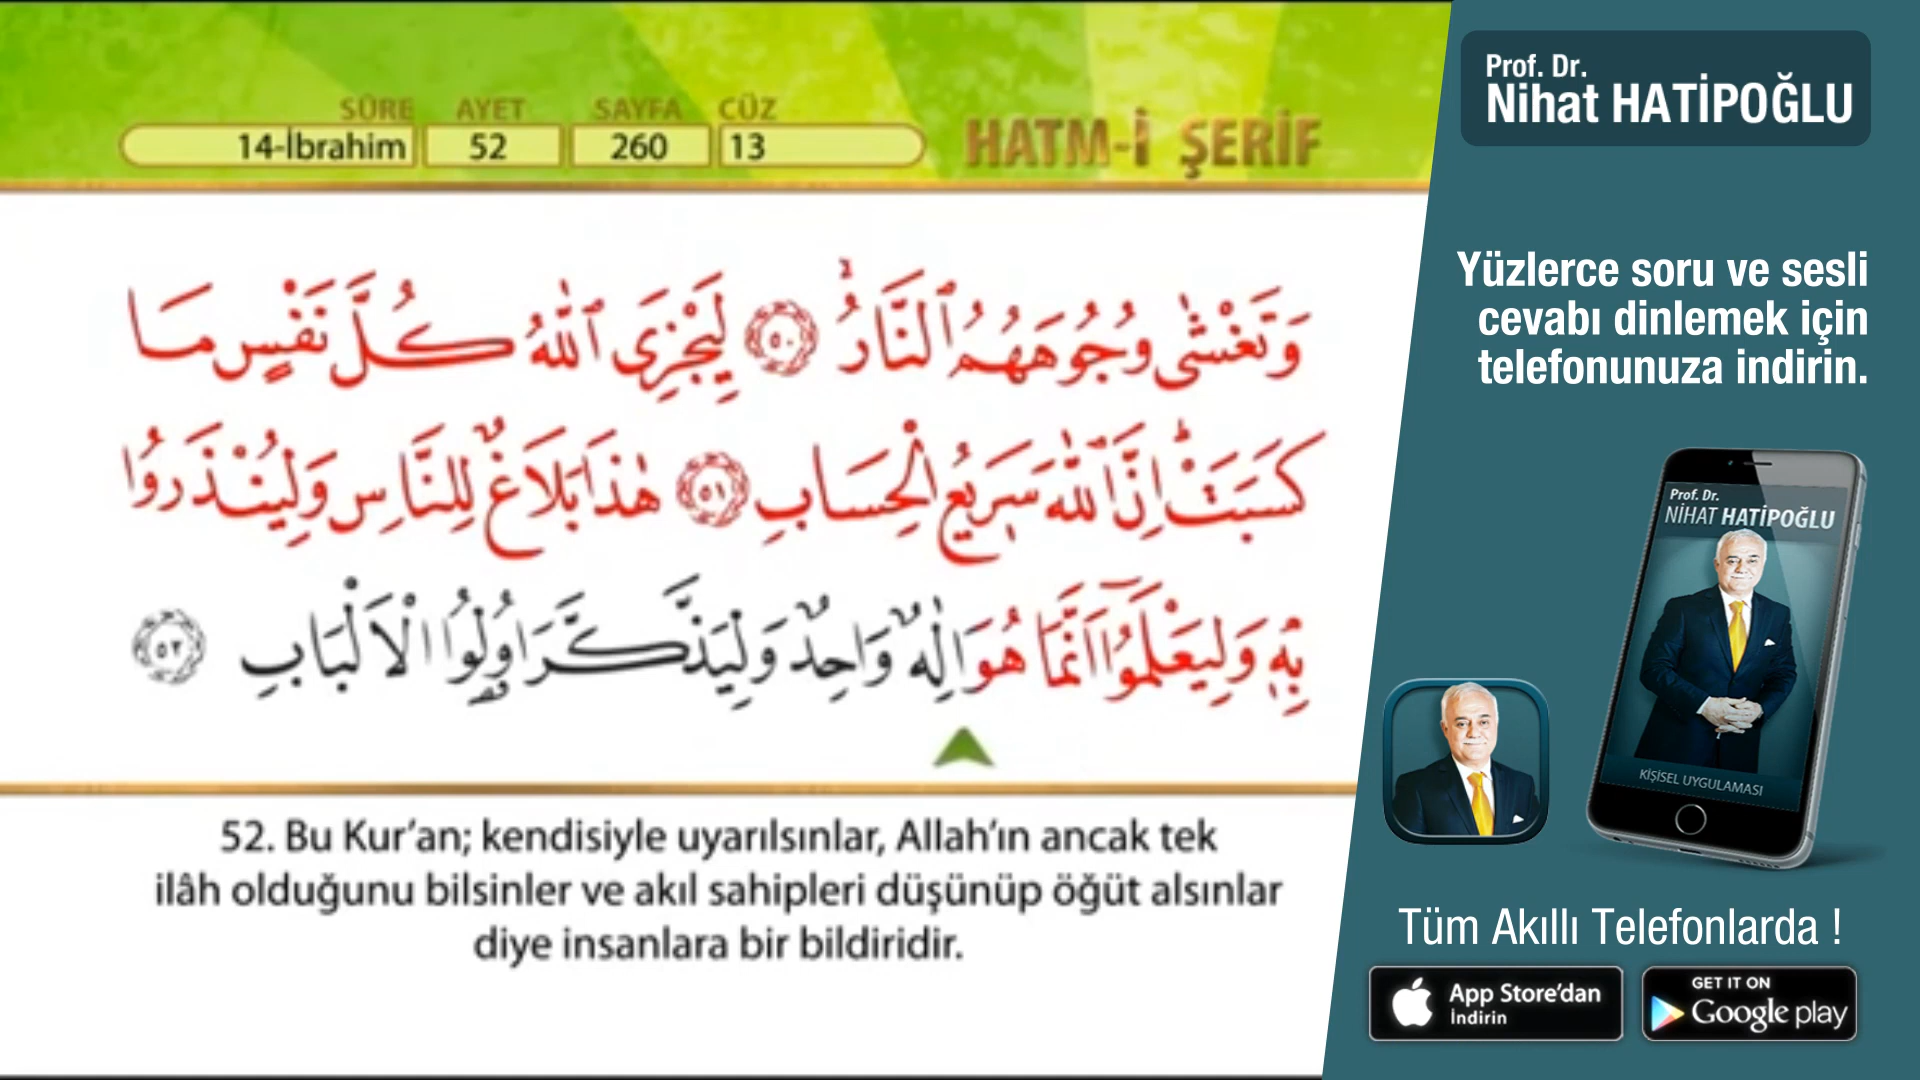 SÛRE AYET SAYFA CÜZ
14-İbrahim 52 260 13
HATM-İ ŞERİF
وَتَغْشٰى وُجُوهَهُمُ النَّارُۙ ﴿٥٠﴾ لِيَجْزِىَ اللّٰهُ كُلَّ نَفْسٍ مَا
كَسَبَتْۜ اِنَّ اللّٰهَ سَرٖيعُ الْحِسَابِ ﴿٥١﴾ هٰذَا بَلَاغٌ لِلنَّاسِ وَلِيُنْذَرُوا
بِهٖ وَلِيَعْلَمُٓوا اَنَّمَا هُوَ اِلٰهٌ وَاحِدٌ وَلِيَذَّكَّرَ اُولُوا الْاَلْبَابِ ﴿٥٢﴾
52. Bu Kur’an; kendisiyle uyarılsınlar, Allah’ın ancak tek
ilâh olduğunu bilsinler ve akıl sahipleri düşünüp öğüt alsınlar
diye insanlara bir bildiridir.
Prof. Dr.
Nihat HATİPOĞLU
Yüzlerce soru ve sesli
cevabı dinlemek için
telefonunuza indirin.
Prof. Dr.
NİHAT HATİPOĞLU
KİŞİSEL UYGULAMASI
Tüm Akıllı Telefonlarda !
App Store’dan
İndirin
GET IT ON
Google play